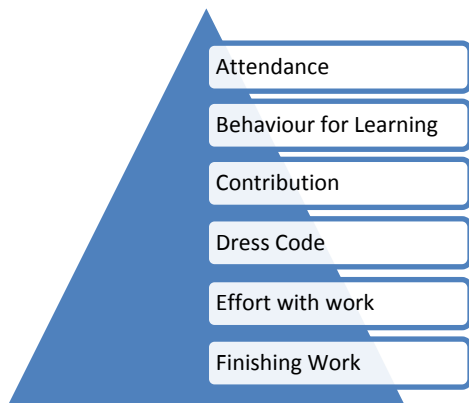 Attendance
Behaviour for Learning
Contribution
Dress Code
Effort with work
Finishing Work